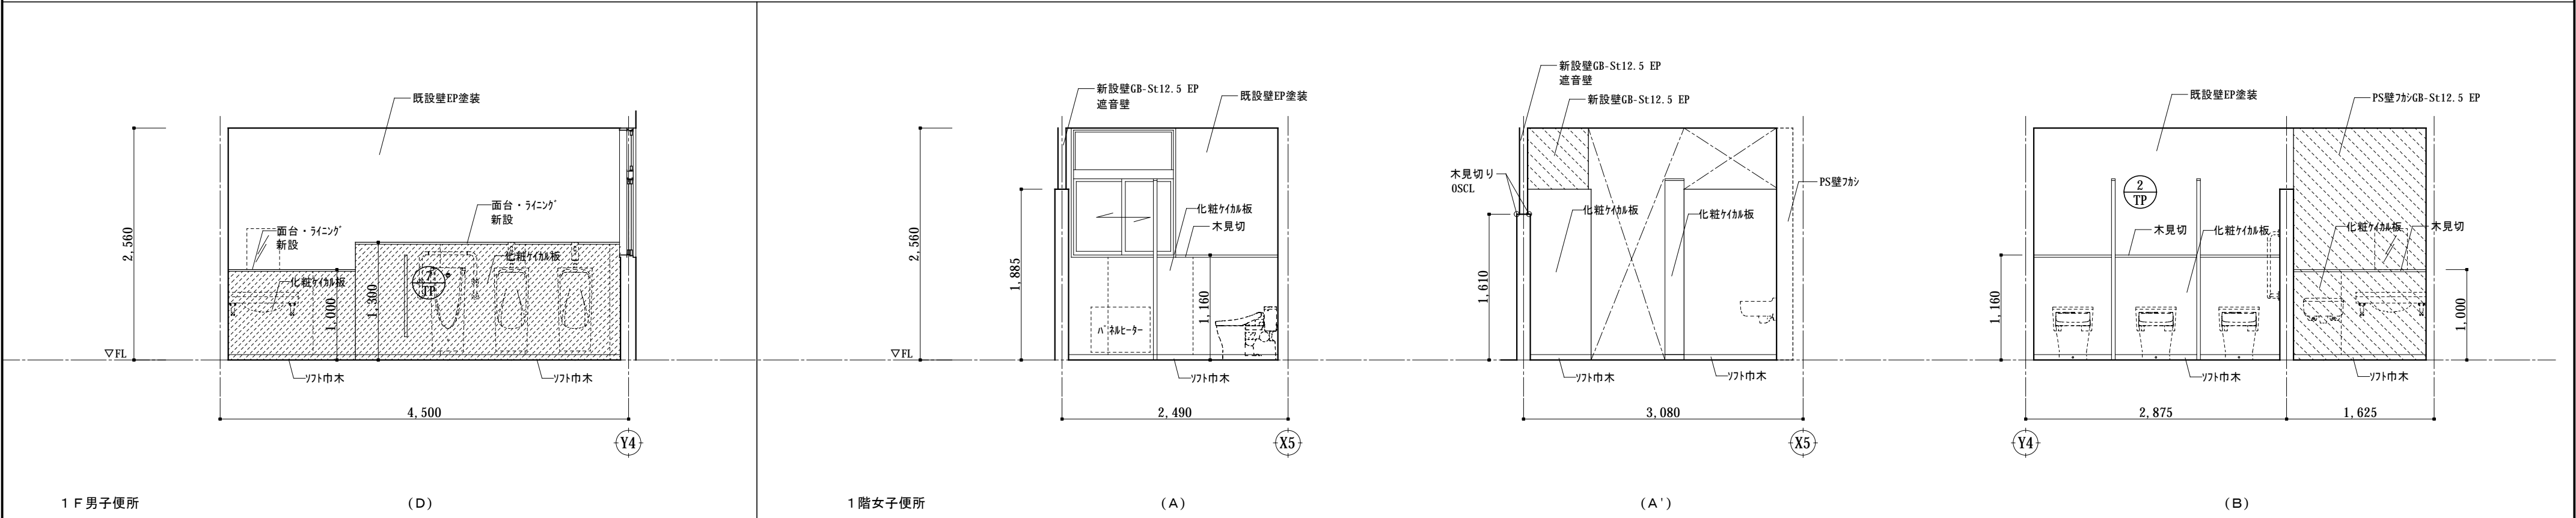 既設壁EP塗装
面台・ﾗｲﾆﾝｸﾞ
新設
面台・ﾗｲﾆﾝｸﾞ
新設
化粧ｹｲｶﾙ板
化粧ｹｲｶﾙ板
7
TP
2,560
1,000
1,300
▽FL
ｿﾌﾄ巾木
ｿﾌﾄ巾木
4,500
Y4
1F男子便所
(D)
新設壁GB-St12.5 EP
遮音壁
既設壁EP塗装
化粧ｹｲｶﾙ板
木見切
2,560
1,885
1,160
ﾊﾟﾈﾙﾋｰﾀｰ
▽FL
ｿﾌﾄ巾木
2,490
X5
1階女子便所
(A)
新設壁GB-St12.5 EP
遮音壁
新設壁GB-St12.5 EP
木見切り
OSCL
化粧ｹｲｶﾙ板
化粧ｹｲｶﾙ板
PS壁ﾌｶｼ
1,610
ｿﾌﾄ巾木
ｿﾌﾄ巾木
3,080
X5
(A')
既設壁EP塗装
PS壁ﾌｶｼGB-St12.5 EP
2
TP
木見切
化粧ｹｲｶﾙ板
化粧ｹｲｶﾙ板
木見切
1,160
1,000
ｿﾌﾄ巾木
ｿﾌﾄ巾木
2,875
1,625
Y4
(B)